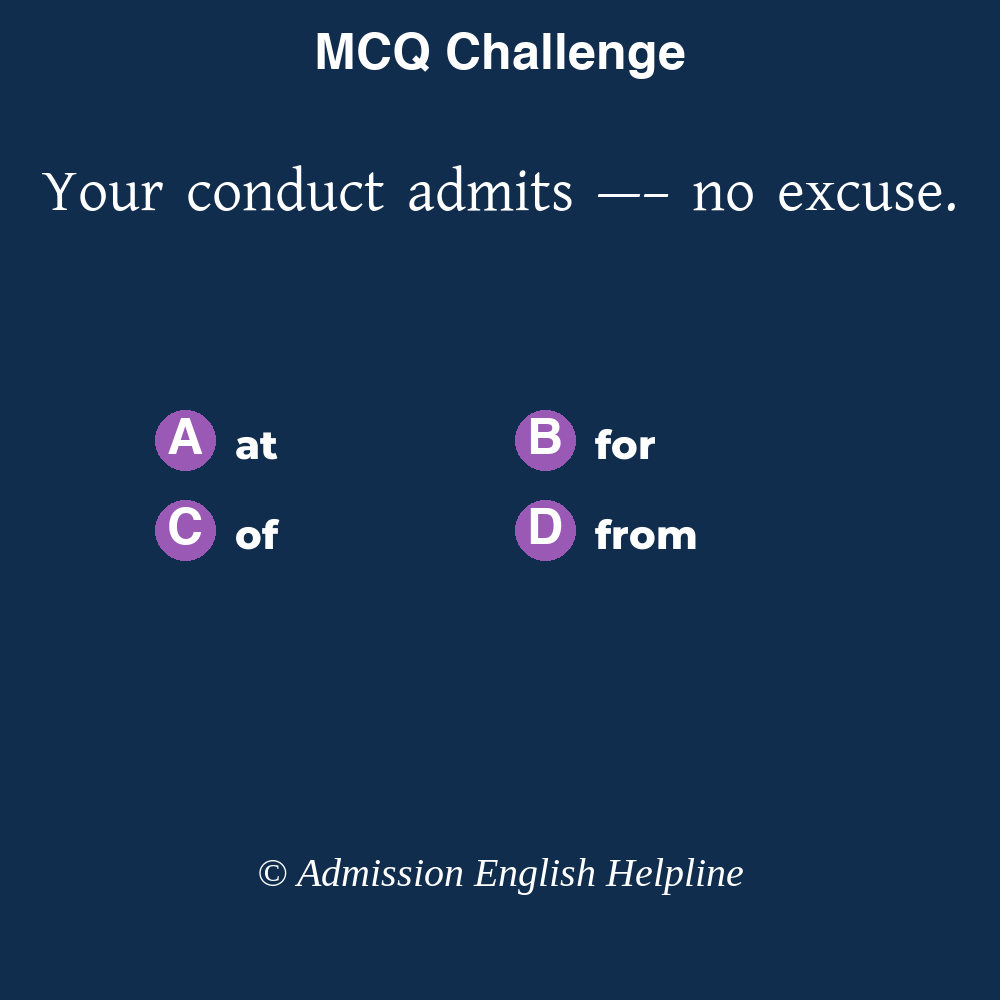 MCQ Challenge
Your conduct admits —– no excuse.
A at B for
C of D from
© Admission English Helpline